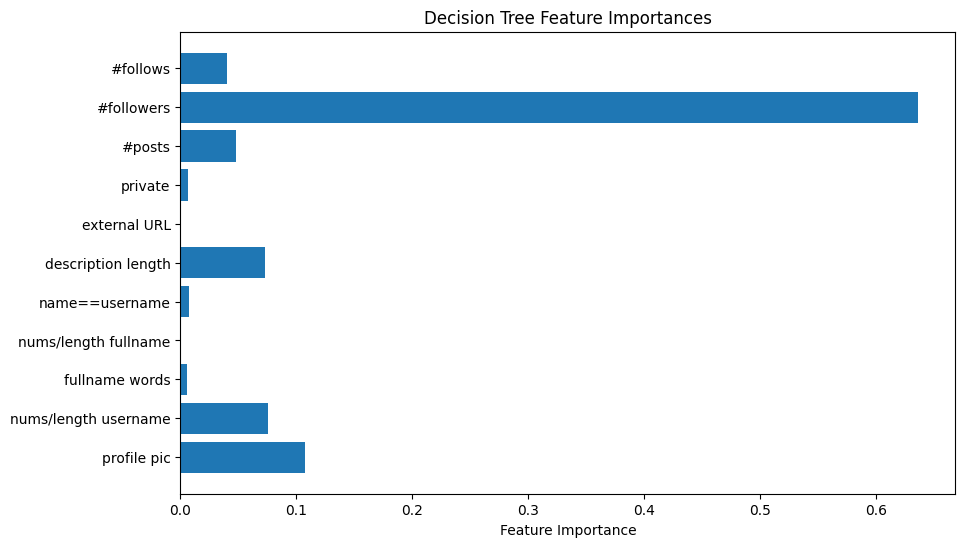 Decision Tree Feature Importances
#follows
#followers
#posts
private
external URL
description length
name==username
nums/length fullname
fullname words
nums/length username
profile pic
0.0 0.1 0.2 0.3 0.4 0.5 0.6
Feature Importance